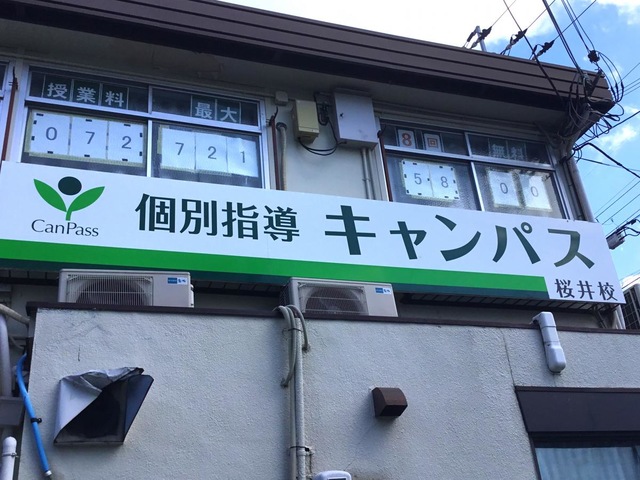 授業料 最大 8回 無料
072 721 58 00
CanPass
個別指導 キャンパス
桜井校